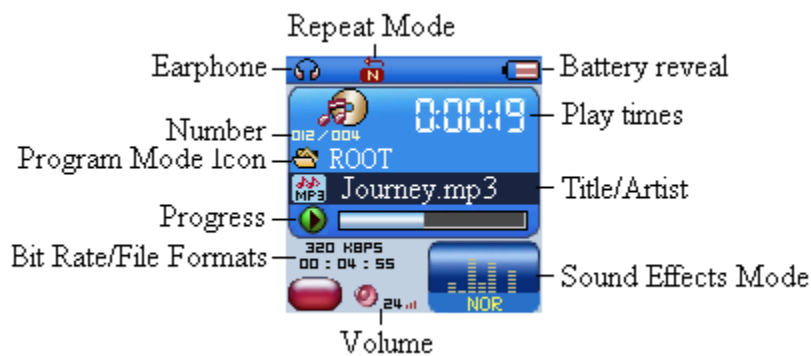 Repeat Mode
Earphone
N
Battery reveal
0:00:19
Play times
Number
012/004
Program Mode Icon
ROOT
MP3
Journey.mp3
Title/Artist
Progress
320 KBPS
Bit Rate/File Formats
00:04:55
Sound Effects Mode
24
NOR
Volume